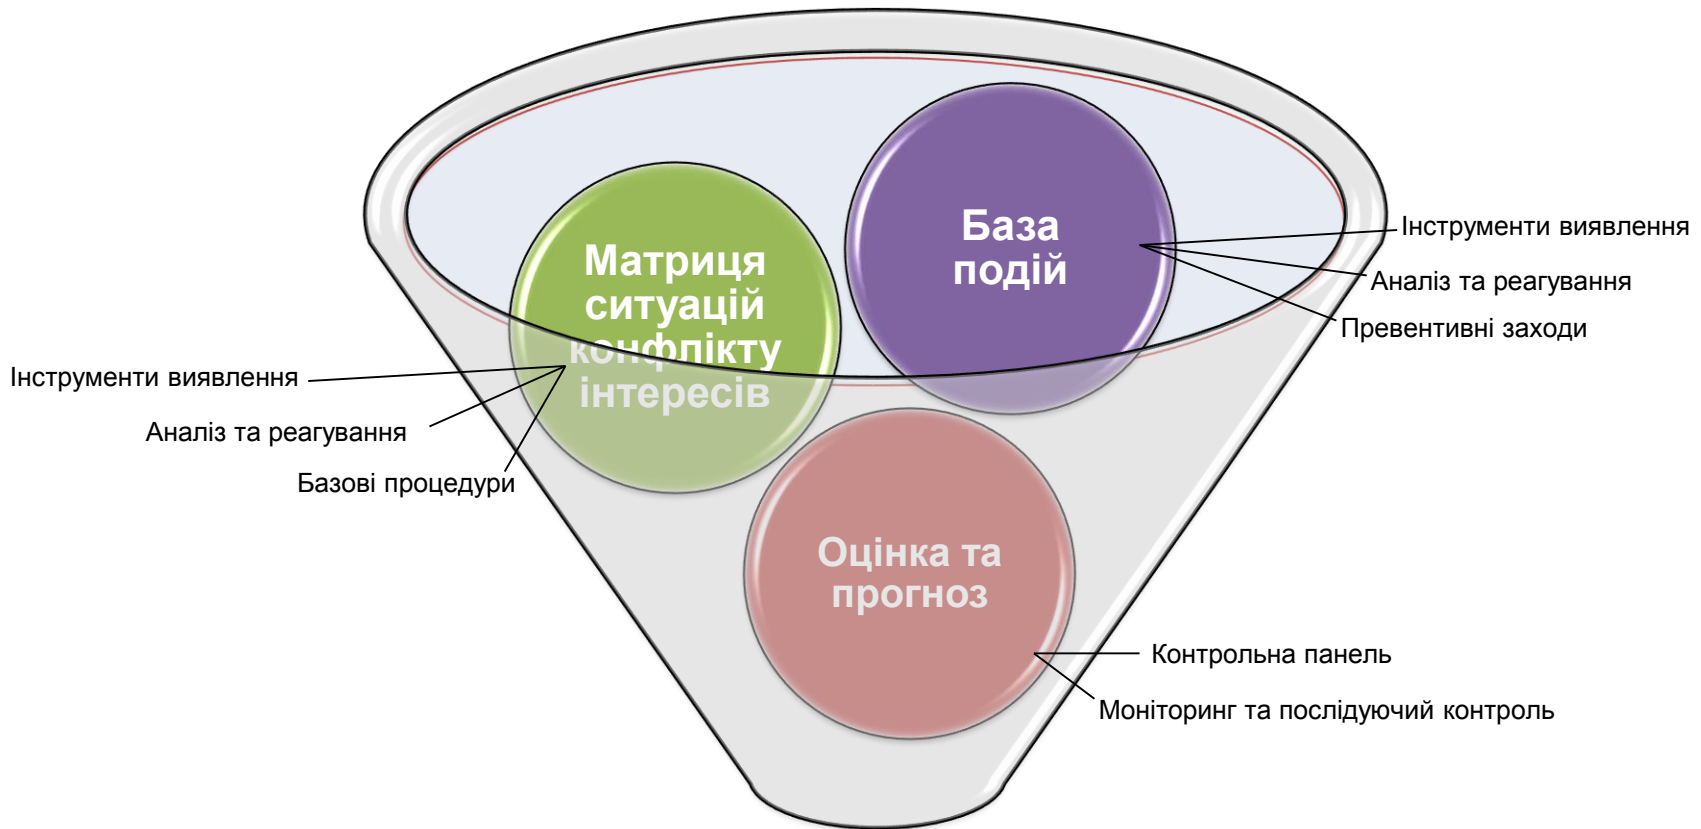 База
подій
Матриця
ситуацій
конфлікту
інтересів
Інструменти виявлення
Аналіз та реагування
Превентивні заходи
Інструменти виявлення
Аналіз та реагування
Базові процедури
Оцінка та
прогноз
Контрольна панель
Моніторинг та послідуючий контроль